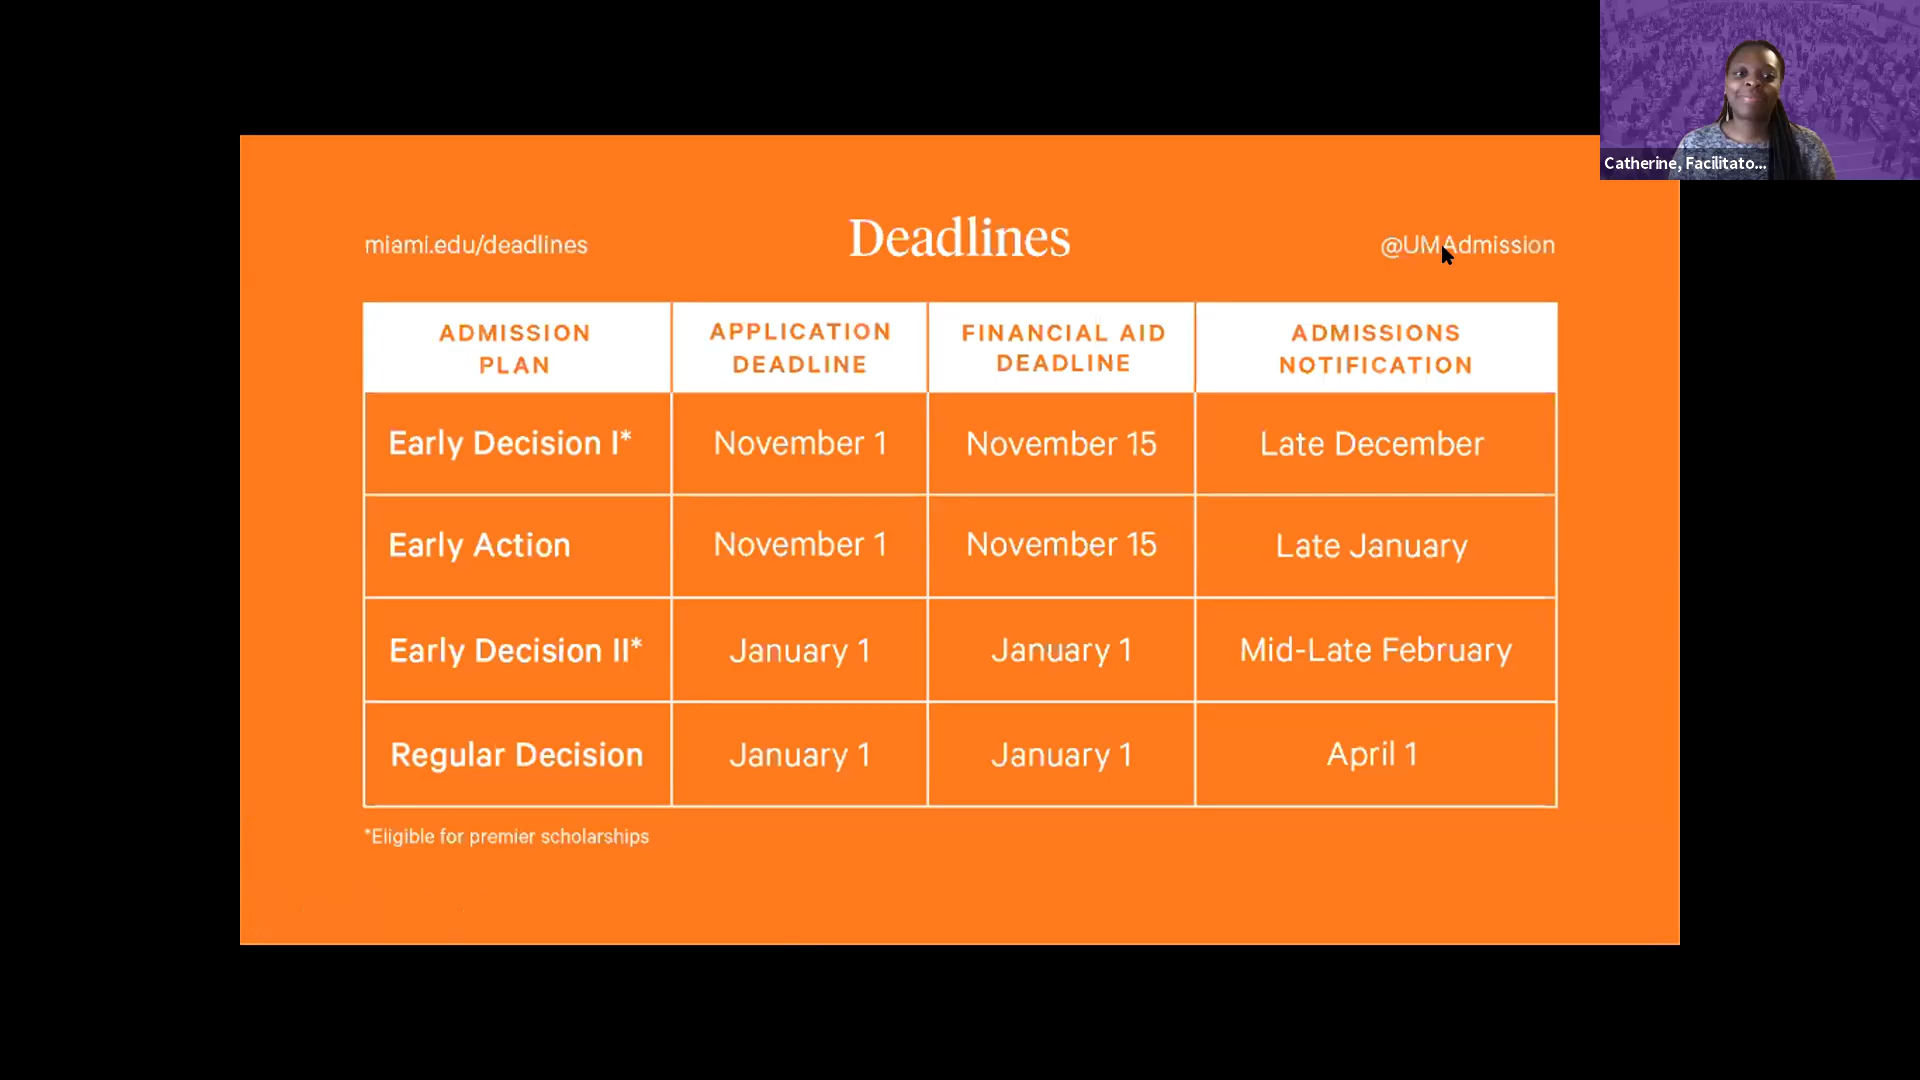 Catherine, Facilitato...
miami.edu/deadlines
Deadlines
@UMAdmission
ADMISSION
PLAN
APPLICATION
DEADLINE
FINANCIAL AID
DEADLINE
ADMISSIONS
NOTIFICATION
Early Decision I* November 1 November 15 Late December
Early Action November 1 November 15 Late January
Early Decision II* January 1 January 1 Mid-Late February
Regular Decision January 1 January 1 April 1
*Eligible for premier scholarships